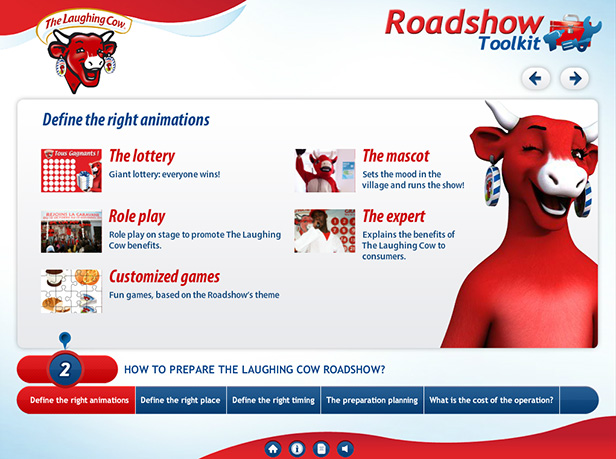 The Laughing Cow.
Roadshow
Toolkit
Define the right animations
Tous Gagnants !
The lottery
Giant lottery: everyone wins!
The mascot
Sets the mood in the
village and runs the show!
Role play
Role play on stage to promote The Laughing
Cow benefits.
The expert
Explains the benefits of
The Laughing Cow to
consumers.
Customized games
Fun games, based on the Roadshow's theme
2
HOW TO PREPARE THE LAUGHING COW ROADSHOW?
Define the right animations
Define the right place
Define the right timing
The preparation planning
What is the cost of the operation?